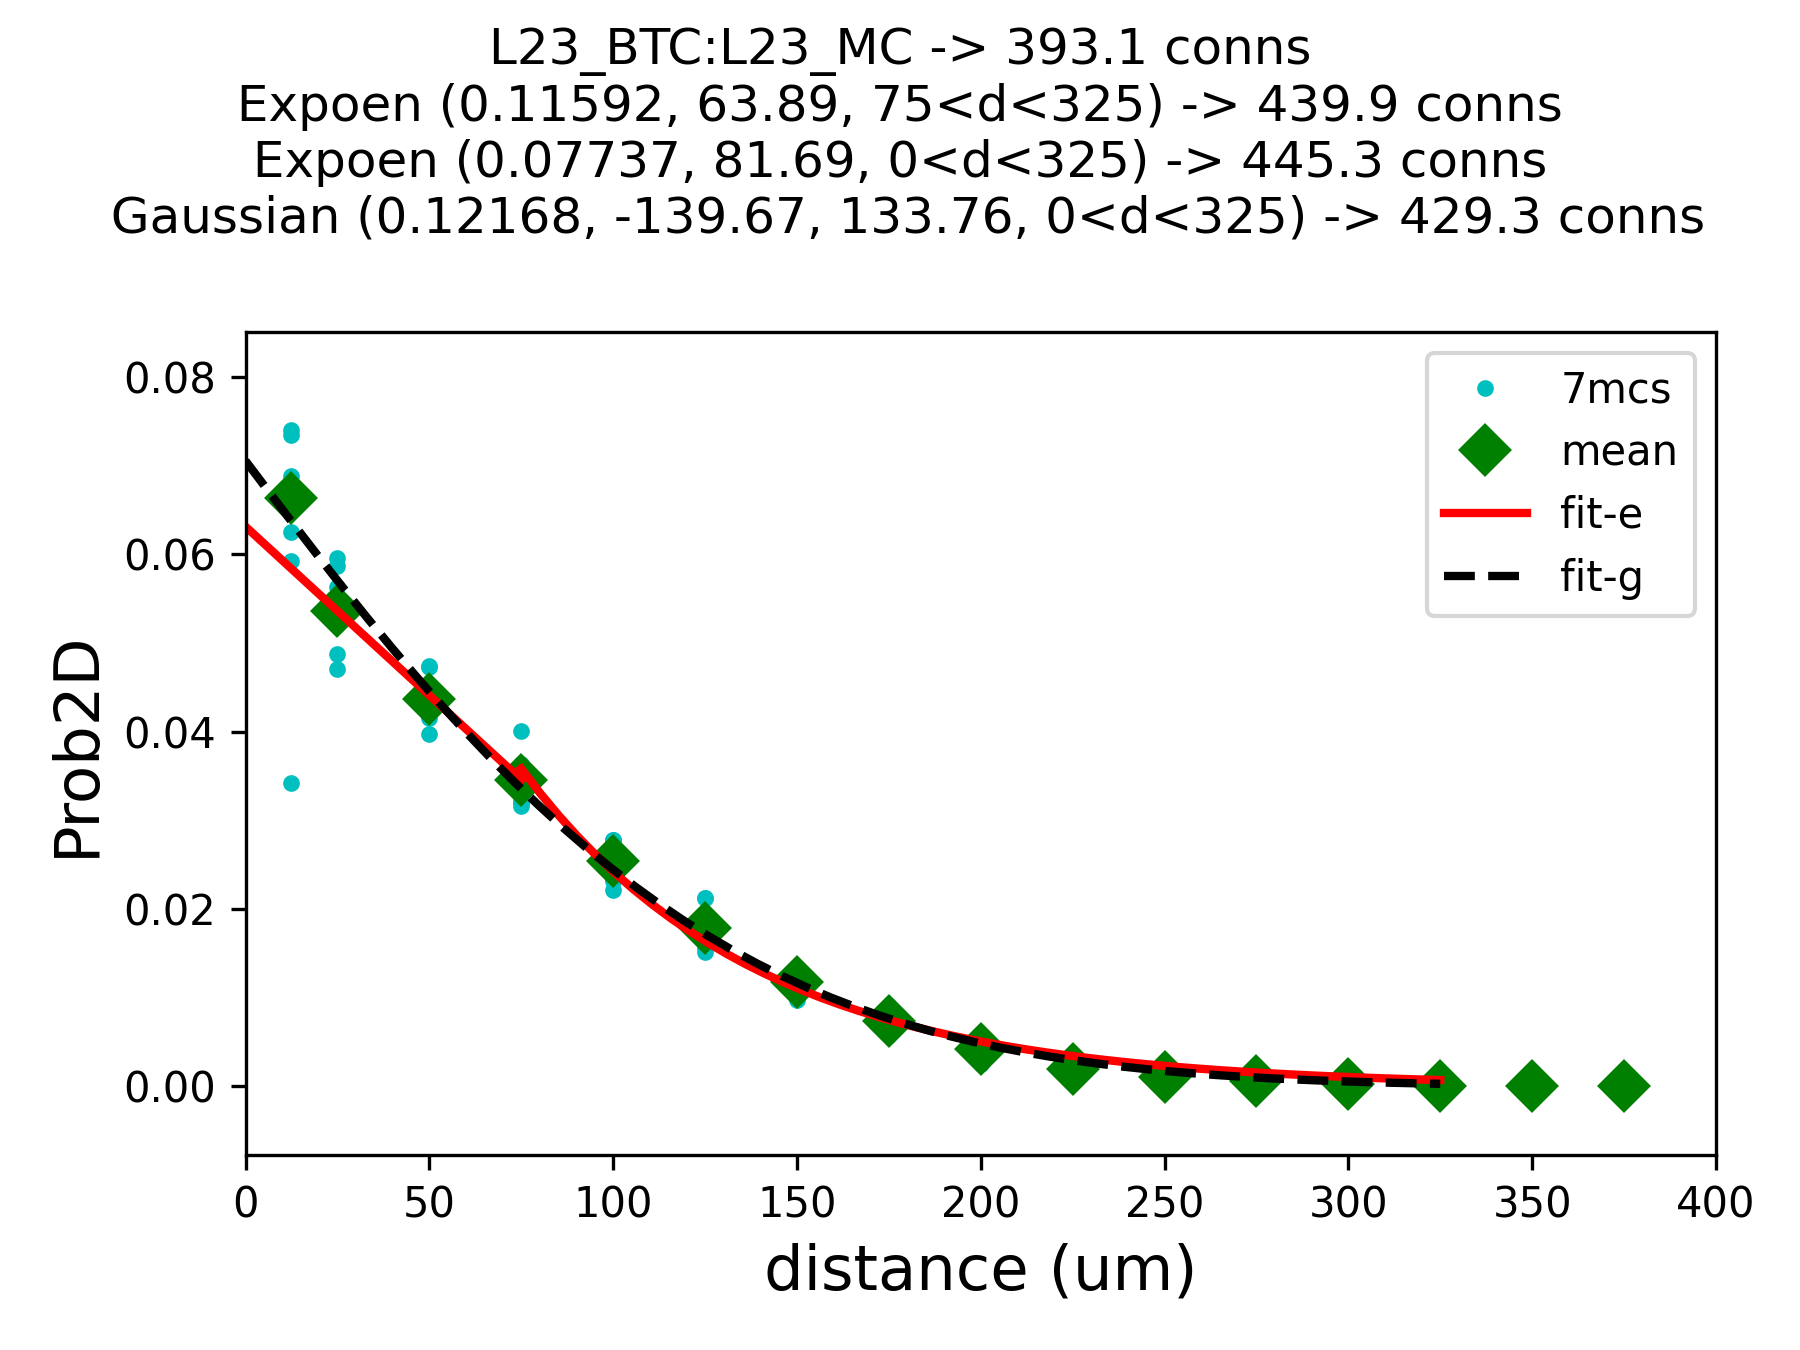 L23_BTC:L23_MC -> 393.1 conns
Expoen (0.11592, 63.89, 75<d<325) -> 439.9 conns
Expoen (0.07737, 81.69, 0<d<325) -> 445.3 conns
Gaussian (0.12168, -139.67, 133.76, 0<d<325) -> 429.3 conns
7mcs
mean
fit-e
fit-g
Prob2D
0.08
0.06
0.04
0.02
0.00
0 50 100 150 200 250 300 350 400
distance (um)